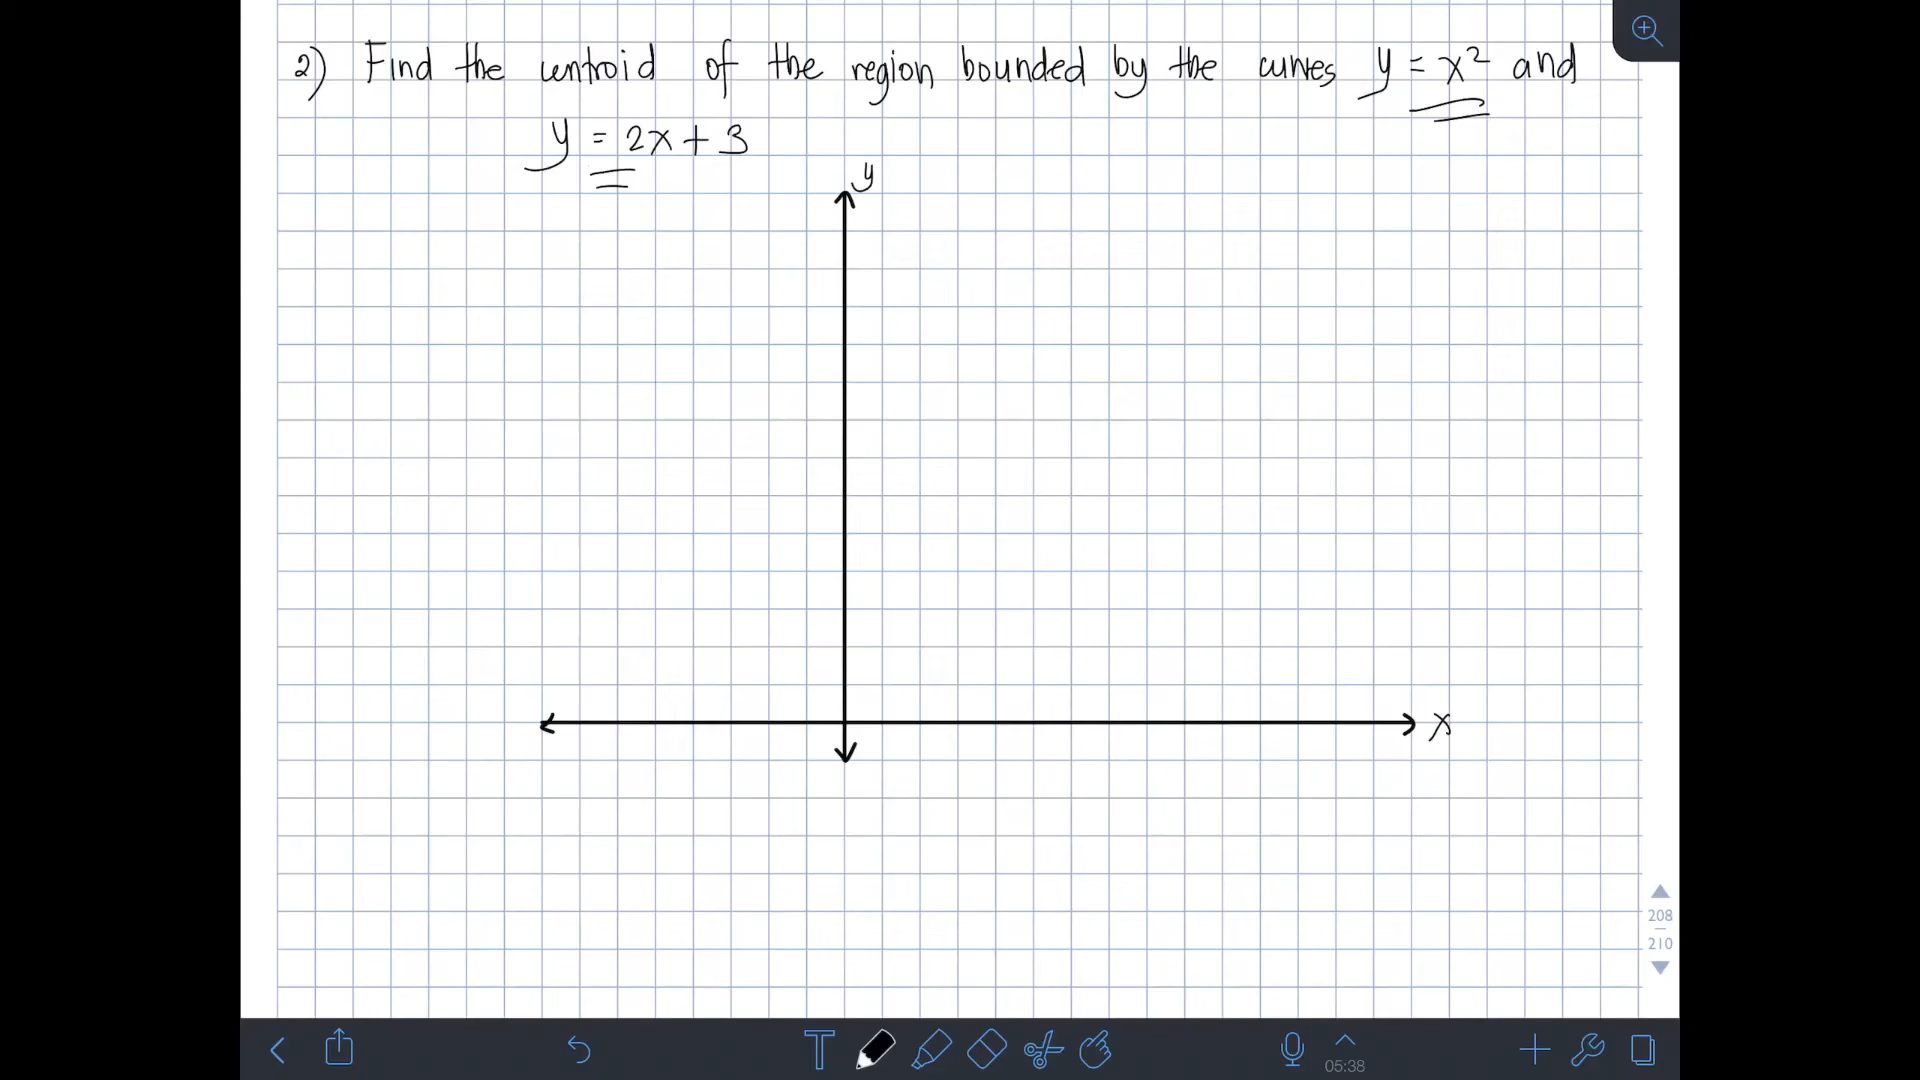 2) Find the centroid of the region bounded by the curves y = x² and
y = 2x + 3
y
x
208
210
T
05:38